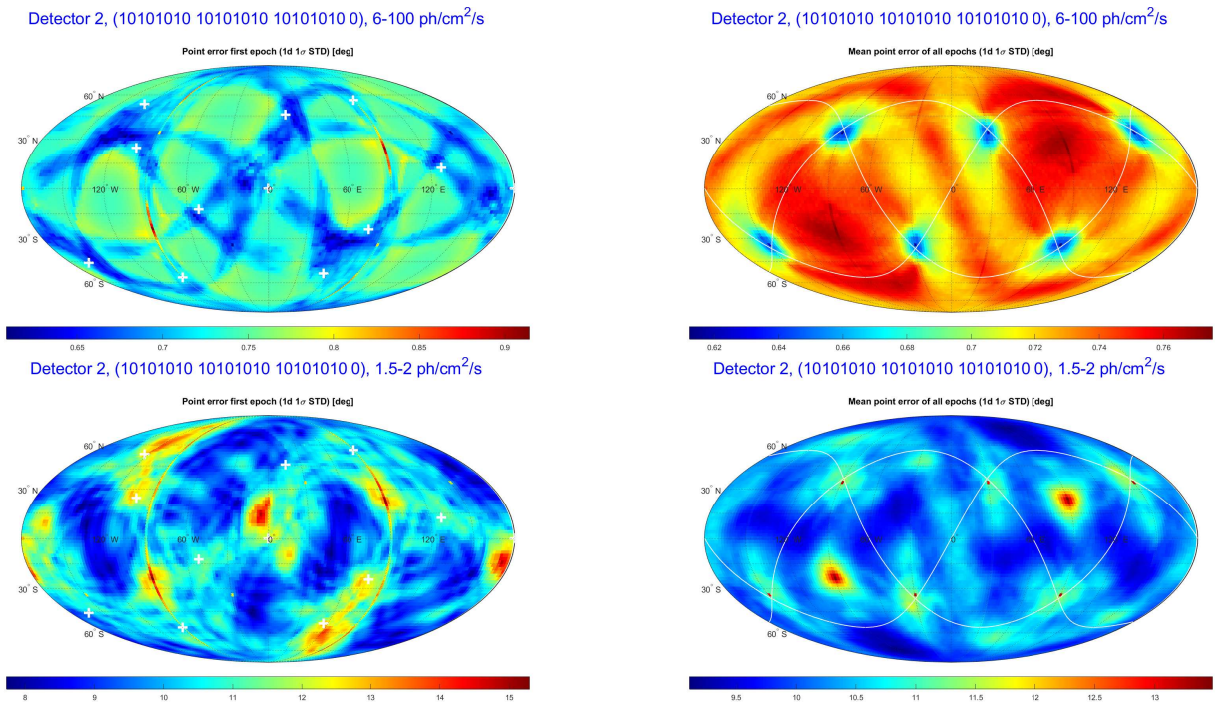 Detector 2, (10101010 10101010 10101010 0), 6-100 ph/cm²/s
Point error first epoch (1d 1σ STD) [deg]
60° N
30° N
120° W
60° W
0
60° E
120° E
30° S
60° S
0.65 0.7 0.75 0.8 0.85 0.9
Detector 2, (10101010 10101010 10101010 0), 6-100 ph/cm²/s
Mean point error of all epochs (1d 1σ STD) [deg]
60° N
30° N
120° W
60° W
0
60° E
120° E
30° S
60° S
0.62 0.64 0.66 0.68 0.7 0.72 0.74 0.76
Detector 2, (10101010 10101010 10101010 0), 1.5-2 ph/cm²/s
Point error first epoch (1d 1σ STD) [deg]
60° N
30° N
120° W
60° W
0
60° E
120° E
30° S
60° S
8 9 10 11 12 13 14 15
Detector 2, (10101010 10101010 10101010 0), 1.5-2 ph/cm²/s
Mean point error of all epochs (1d 1σ STD) [deg]
60° N
30° N
120° W
60° W
0
60° E
120° E
30° S
60° S
9.5 10 10.5 11 11.5 12 12.5 13